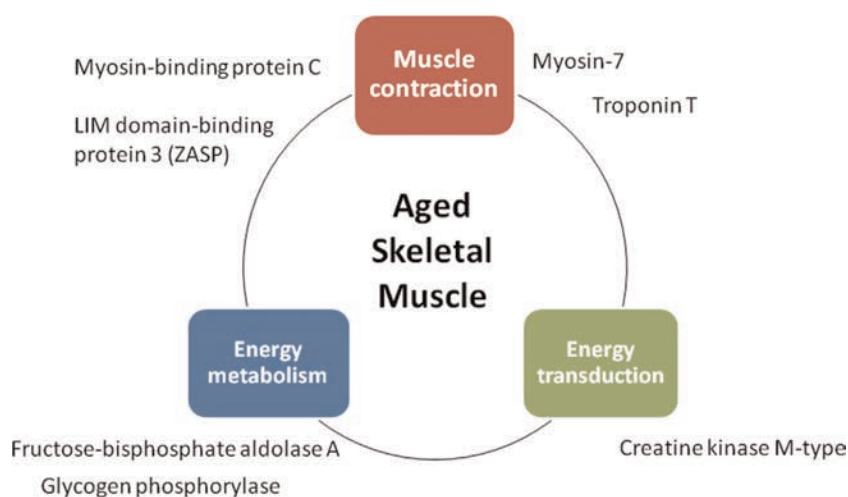 Muscle
contraction
Myosin-binding protein C
Myosin-7
Troponin T
LIM domain-binding
protein 3 (ZASP)
Aged
Skeletal
Muscle
Energy
metabolism
Energy
transduction
Fructose-bisphosphate aldolase A
Glycogen phosphorylase
Creatine kinase M-type